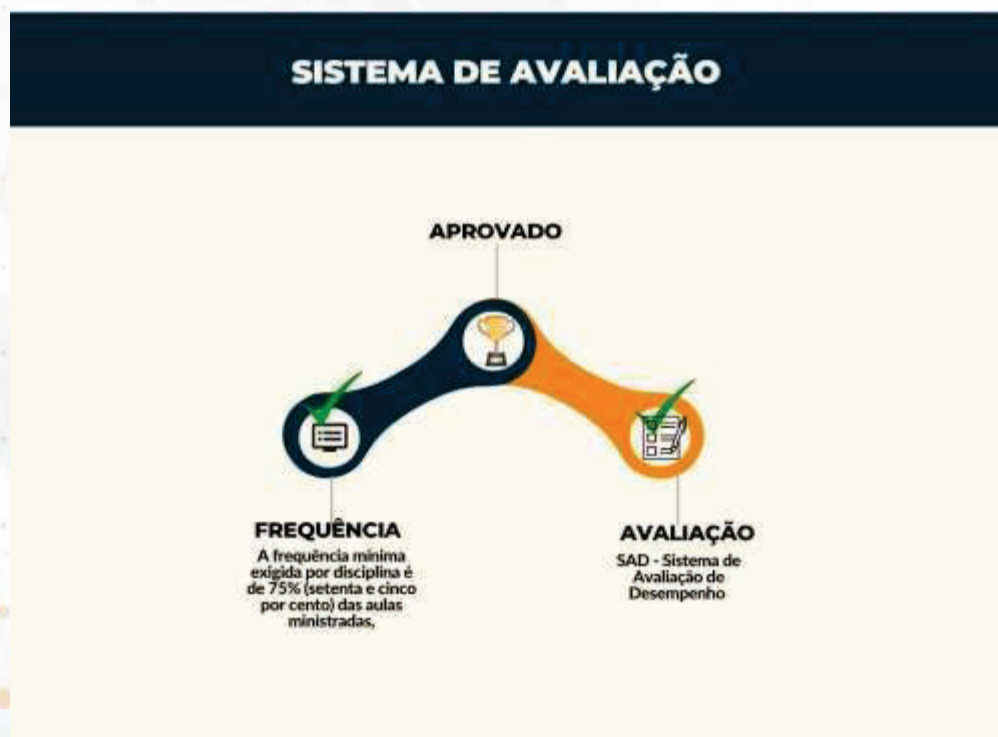 SISTEMA DE AVALIAÇÃO
APROVADO
FREQUÊNCIA
A frequência mínima
exigida por disciplina é
de 75% (setenta e cinco
por cento) das aulas
ministradas,
AVALIAÇÃO
SAD - Sistema de
Avaliação de
Desempenho